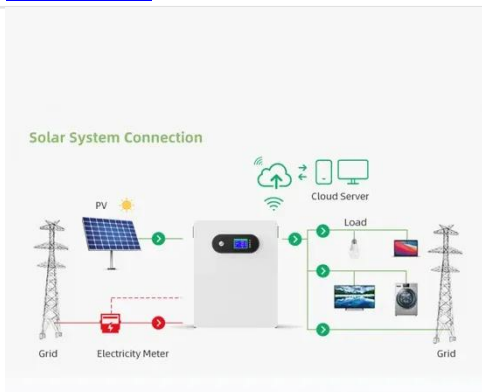 Solar System Connection
Cloud Server
PV
Load
Grid
Electricity Meter
Grid